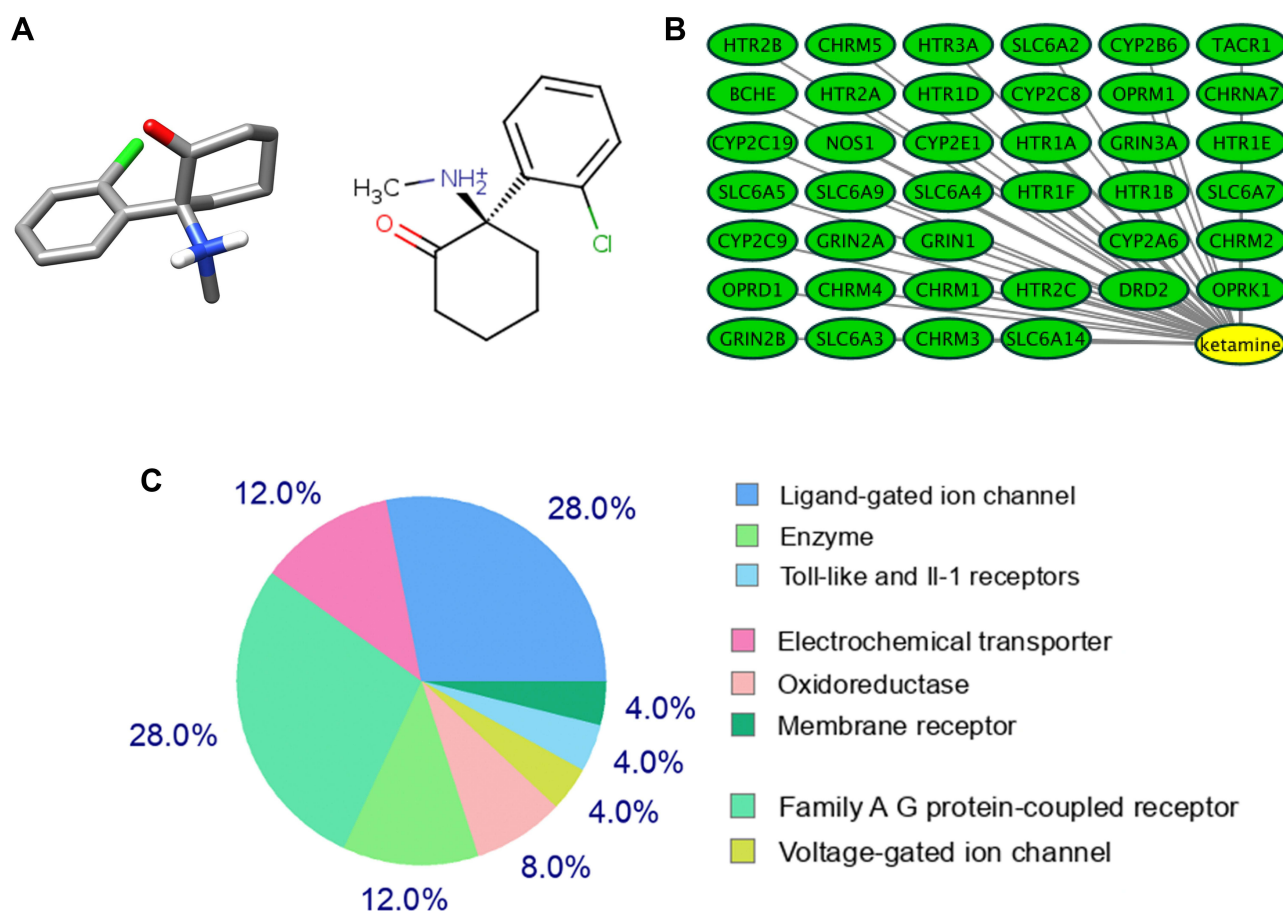 A
H3C
NH2+
O
Cl
B
HTR2B CHRM5 HTR3A SLC6A2 CYP2B6 TACR1
BCHE HTR2A HTR1D CYP2C8 OPRM1 CHRNA7
CYP2C19 NOS1 CYP2E1 HTR1A GRIN3A HTR1E
SLC6A5 SLC6A9 SLC6A4 HTR1F HTR1B SLC6A7
CYP2C9 GRIN2A GRIN1 CYP2A6 CHRM2
OPRD1 CHRM4 CHRM1 HTR2C DRD2 OPRK1
GRIN2B SLC6A3 CHRM3 SLC6A14 ketamine
C
12.0%
28.0%
28.0%
12.0%
8.0%
4.0%
4.0%
4.0%
Ligand-gated ion channel
Enzyme
Toll-like and Il-1 receptors
Electrochemical transporter
Oxidoreductase
Membrane receptor
Family A G protein-coupled receptor
Voltage-gated ion channel